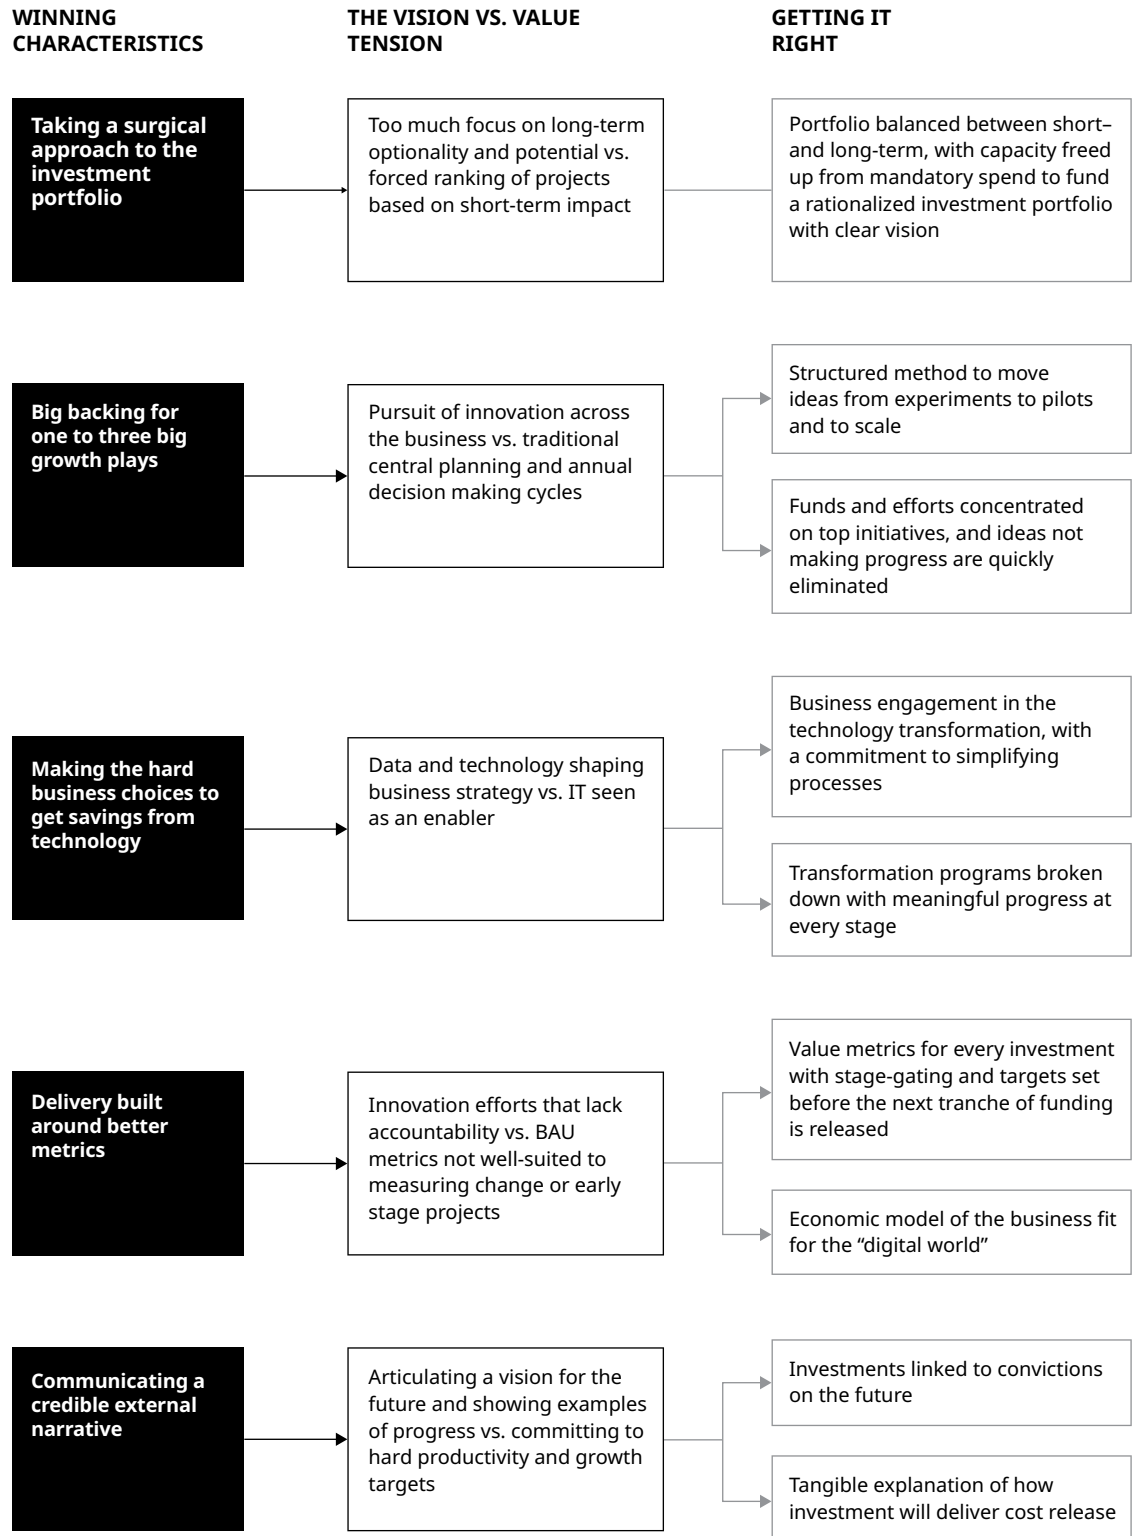 WINNING
CHARACTERISTICS
THE VISION VS. VALUE
TENSION
GETTING IT
RIGHT
Taking a surgical
approach to the
investment
portfolio
Too much focus on long-term
optionality and potential vs.
forced ranking of projects
based on short-term impact
Portfolio balanced between short–
and long-term, with capacity freed
up from mandatory spend to fund
a rationalized investment portfolio
with clear vision
Big backing for
one to three big
growth plays
Pursuit of innovation across
the business vs. traditional
central planning and annual
decision making cycles
Structured method to move
ideas from experiments to pilots
and to scale
Funds and efforts concentrated
on top initiatives, and ideas not
making progress are quickly
eliminated
Making the hard
business choices to
get savings from
technology
Data and technology shaping
business strategy vs. IT seen
as an enabler
Business engagement in the
technology transformation, with
a commitment to simplifying
processes
Transformation programs broken
down with meaningful progress at
every stage
Delivery built
around better
metrics
Innovation efforts that lack
accountability vs. BAU
metrics not well-suited to
measuring change or early
stage projects
Value metrics for every investment
with stage-gating and targets set
before the next tranche of funding
is released
Economic model of the business fit
for the “digital world”
Communicating a
credible external
narrative
Articulating a vision for the
future and showing examples
of progress vs. committing to
hard productivity and growth
targets
Investments linked to convictions
on the future
Tangible explanation of how
investment will deliver cost release